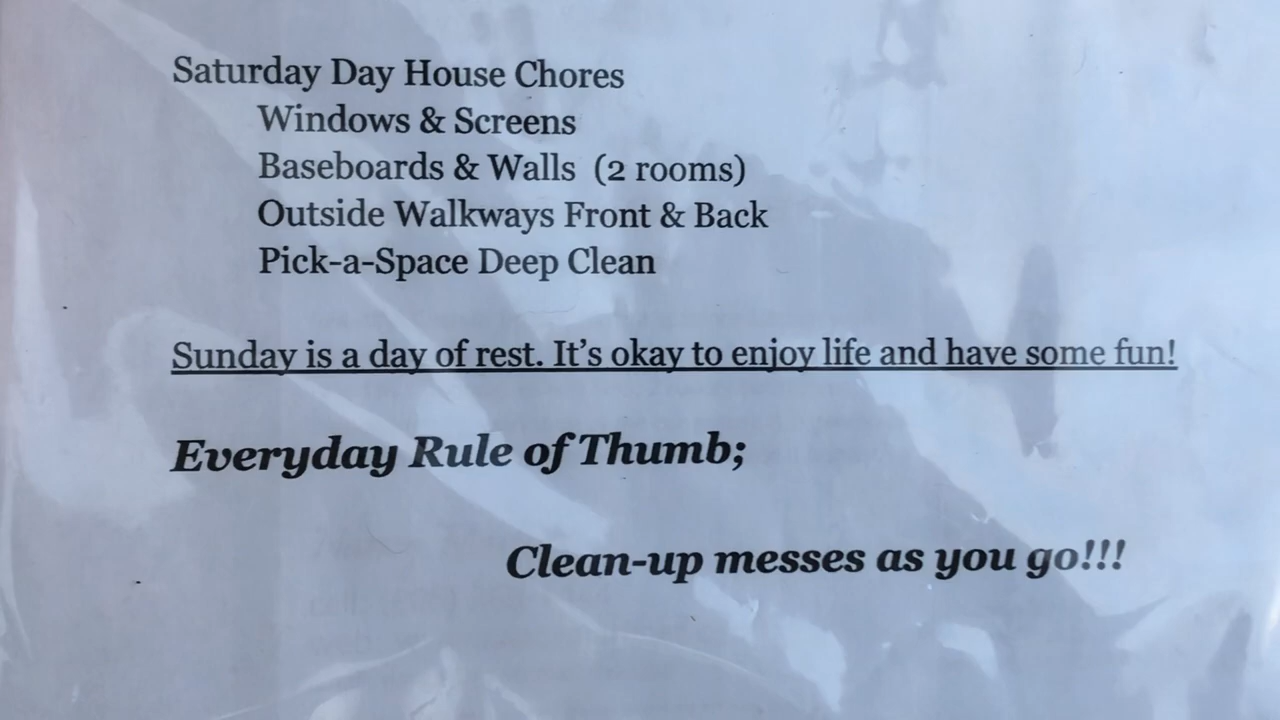 Saturday Day House Chores
Windows & Screens
Baseboards & Walls (2 rooms)
Outside Walkways Front & Back
Pick-a-Space Deep Clean
Sunday is a day of rest. It’s okay to enjoy life and have some fun!
Everyday Rule of Thumb;
Clean-up messes as you go!!!